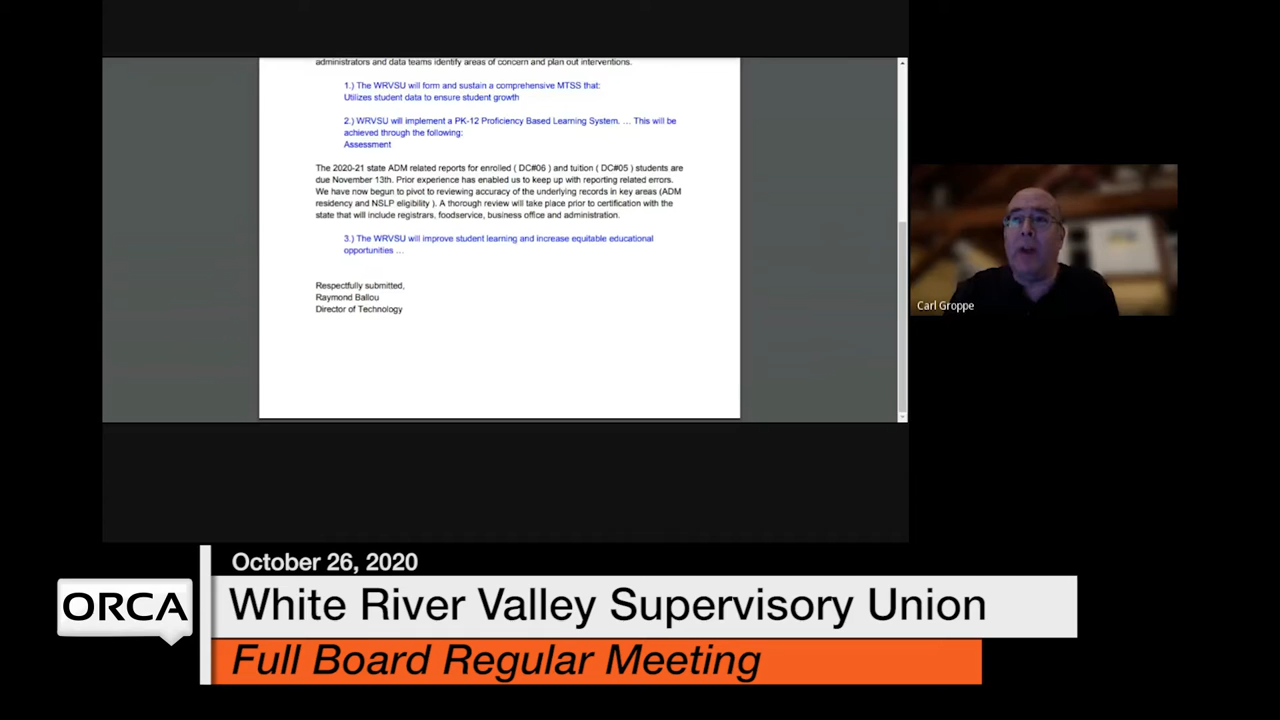 administrators and data teams identify areas of concern and plan out interventions.
1.) The WRVSU will form and sustain a comprehensive MTSS that:
Utilizes student data to ensure student growth
2.) WRVSU will implement a PK-12 Proficiency Based Learning System. ... This will be
achieved through the following:
Assessment
The 2020-21 state ADM related reports for enrolled ( DC#06 ) and tuition ( DC#05 ) students are
due November 13th. Prior experience has enabled us to keep up with reporting related errors.
We have now begun to pivot to reviewing accuracy of the underlying records in key areas (ADM
residency and NSLP eligibility ). A thorough review will take place prior to certification with the
state that will include registrars, foodservice, business office and administration.
3.) The WRVSU will improve student learning and increase equitable educational
opportunities ...
Respectfully submitted,
Raymond Ballou
Director of Technology
Carl Groppe
October 26, 2020
ORCA
White River Valley Supervisory Union
Full Board Regular Meeting